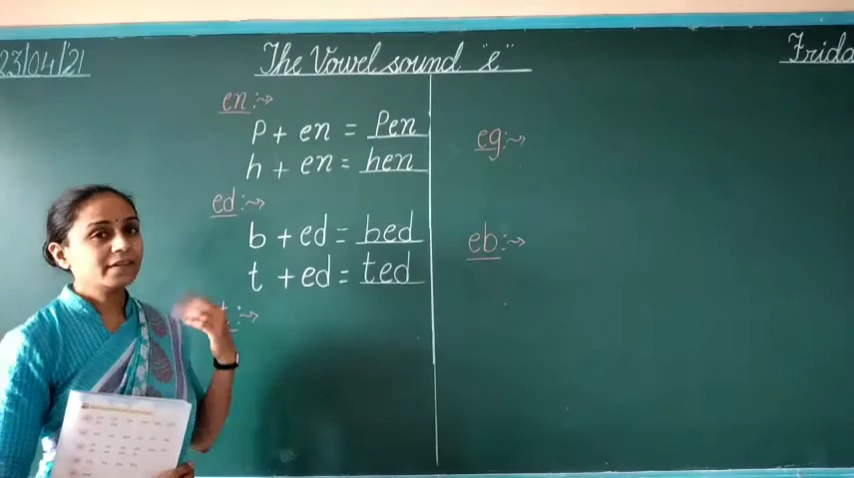 23/04/21
The Vowel sound "e"
Frida
en:→
P + en = Pen
h + en = hen
ed:→
b + ed = bed
t + ed = ted
eg:→
eb:→